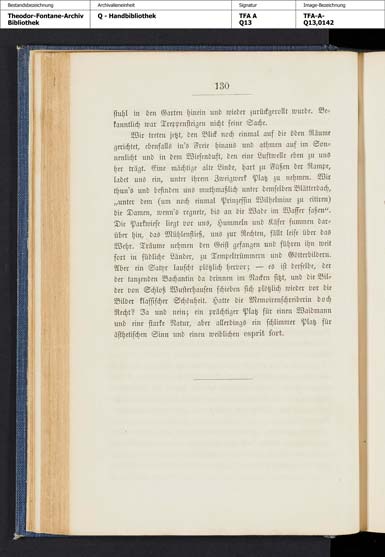 Bestandsbezeichnung
Archivalieneinheit
Signatur
Image-Bezeichnung
Theodor-Fontane-Archiv
Bibliothek
Q - Handbibliothek
TFA A
Q13
TFA-A-
Q13,0142
130
stuhl in den Garten hinein und wieder zurückgerollt wurde. Be-
kanntlich war Treppensteigen nicht seine Sache.
Wir treten jetzt, den Blick noch einmal auf die öden Räume
gerichtet, ebenfalls in's Freie hinaus und athmen auf im Son-
nenlicht und in dem Wiesenduft, den eine Luftwelle eben zu uns
her trägt. Eine mächtige alte Linde, hart zu Füßen der Rampe,
ladet uns ein, unter ihrem Zweigwerk Platz zu nehmen. Wir
thun's und befinden uns muthmaßlich unter demselben Blätterdach,
„unter dem (um noch einmal Prinzessin Wilhelmine zu citiren)
die Damen, wenn's regnete, bis an die Wade im Wasser saßen“.
Die Parkwiese liegt vor uns, Hummeln und Käfer summen dar-
über hin, das Mühlenfließ, uns zur Rechten, fällt leise über das
Wehr. Träume nehmen den Geist gefangen und führen ihn weit
fort in südliche Länder, zu Tempeltrümmern und Götterbildern.
Aber ein Satyr lauscht plötzlich hervor; — es ist derselbe, der
der tanzenden Bachantin da drinnen im Nacken sitzt, und die Bil-
der von Schloß Wusterhausen schieben sich plötzlich wieder vor die
Bilder klassischer Schönheit. Hatte die Memoirenschreiberin doch
Recht? Ja und nein; ein prächtiger Platz für einen Waidmann
und eine starke Natur, aber allerdings ein schlimmer Platz für
ästhetischen Sinn und einen weiblichen esprit fort.